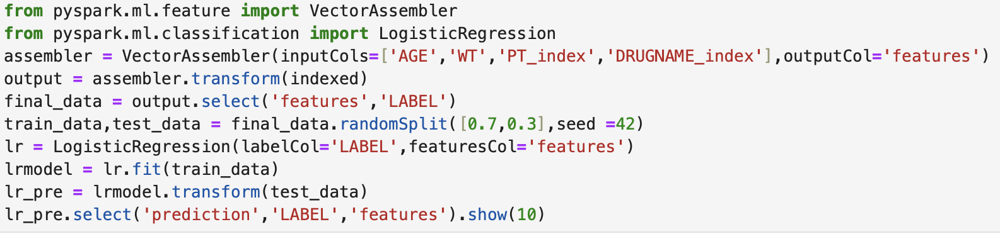 from pyspark.ml.feature import VectorAssembler
from pyspark.ml.classification import LogisticRegression
assembler = VectorAssembler(inputCols=['AGE','WT','PT_index','DRUGNAME_index'],outputCol='features')
output = assembler.transform(indexed)
final_data = output.select('features','LABEL')
train_data,test_data = final_data.randomSplit([0.7,0.3],seed =42)
lr = LogisticRegression(labelCol='LABEL',featuresCol='features')
lrmodel = lr.fit(train_data)
lr_pre = lrmodel.transform(test_data)
lr_pre.select('prediction','LABEL','features').show(10)